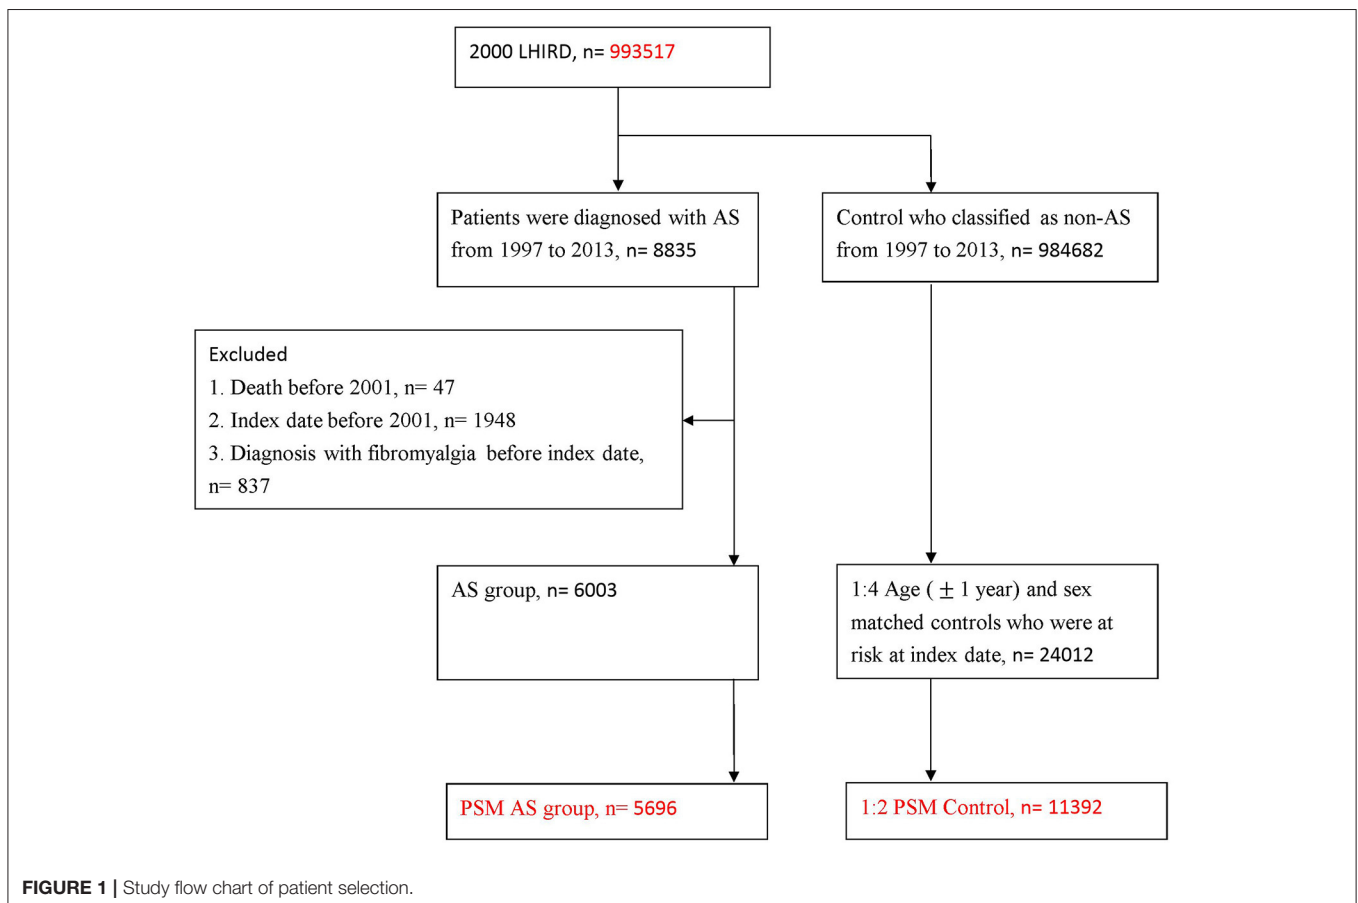 2000 LHIRD, n= 993517
Patients were diagnosed with AS
from 1997 to 2013, n= 8835
Control who classified as non-AS
from 1997 to 2013, n= 984682
Excluded
1. Death before 2001, n= 47
2. Index date before 2001, n= 1948
3. Diagnosis with fibromyalgia before index date,
n= 837
AS group, n= 6003
1:4 Age ( ± 1 year) and sex
matched controls who were at
risk at index date, n= 24012
PSM AS group, n= 5696
1:2 PSM Control, n= 11392
FIGURE 1 | Study flow chart of patient selection.